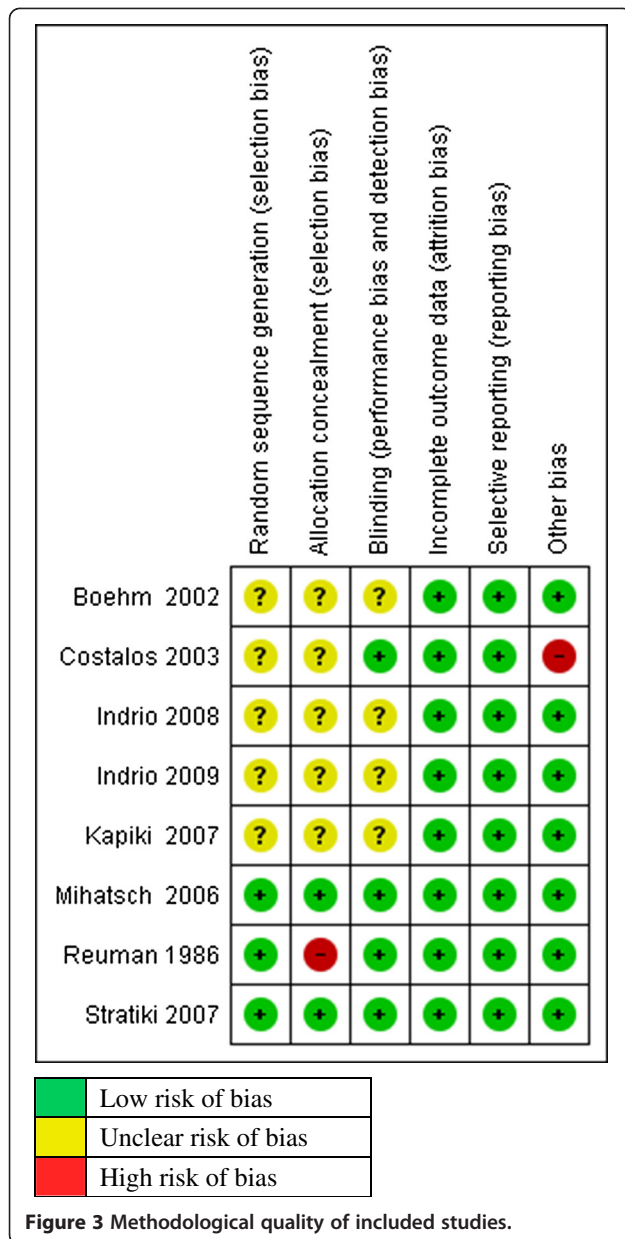 Random sequence generation (selection bias)
Allocation concealment (selection bias)
Blinding (performance bias and detection bias)
Incomplete outcome data (attrition bias)
Selective reporting (reporting bias)
Other bias
Boehm 2002 ? ? ? + + +
Costalos 2003 ? ? + + + -
Indrio 2008 ? ? ? + + +
Indrio 2009 ? ? ? + + +
Kapiki 2007 ? ? ? + + +
Mihatsch 2006 + + + + + +
Reuman 1986 + - + + + +
Stratiki 2007 + + + + + +
Low risk of bias
Unclear risk of bias
High risk of bias
Figure 3 Methodological quality of included studies.